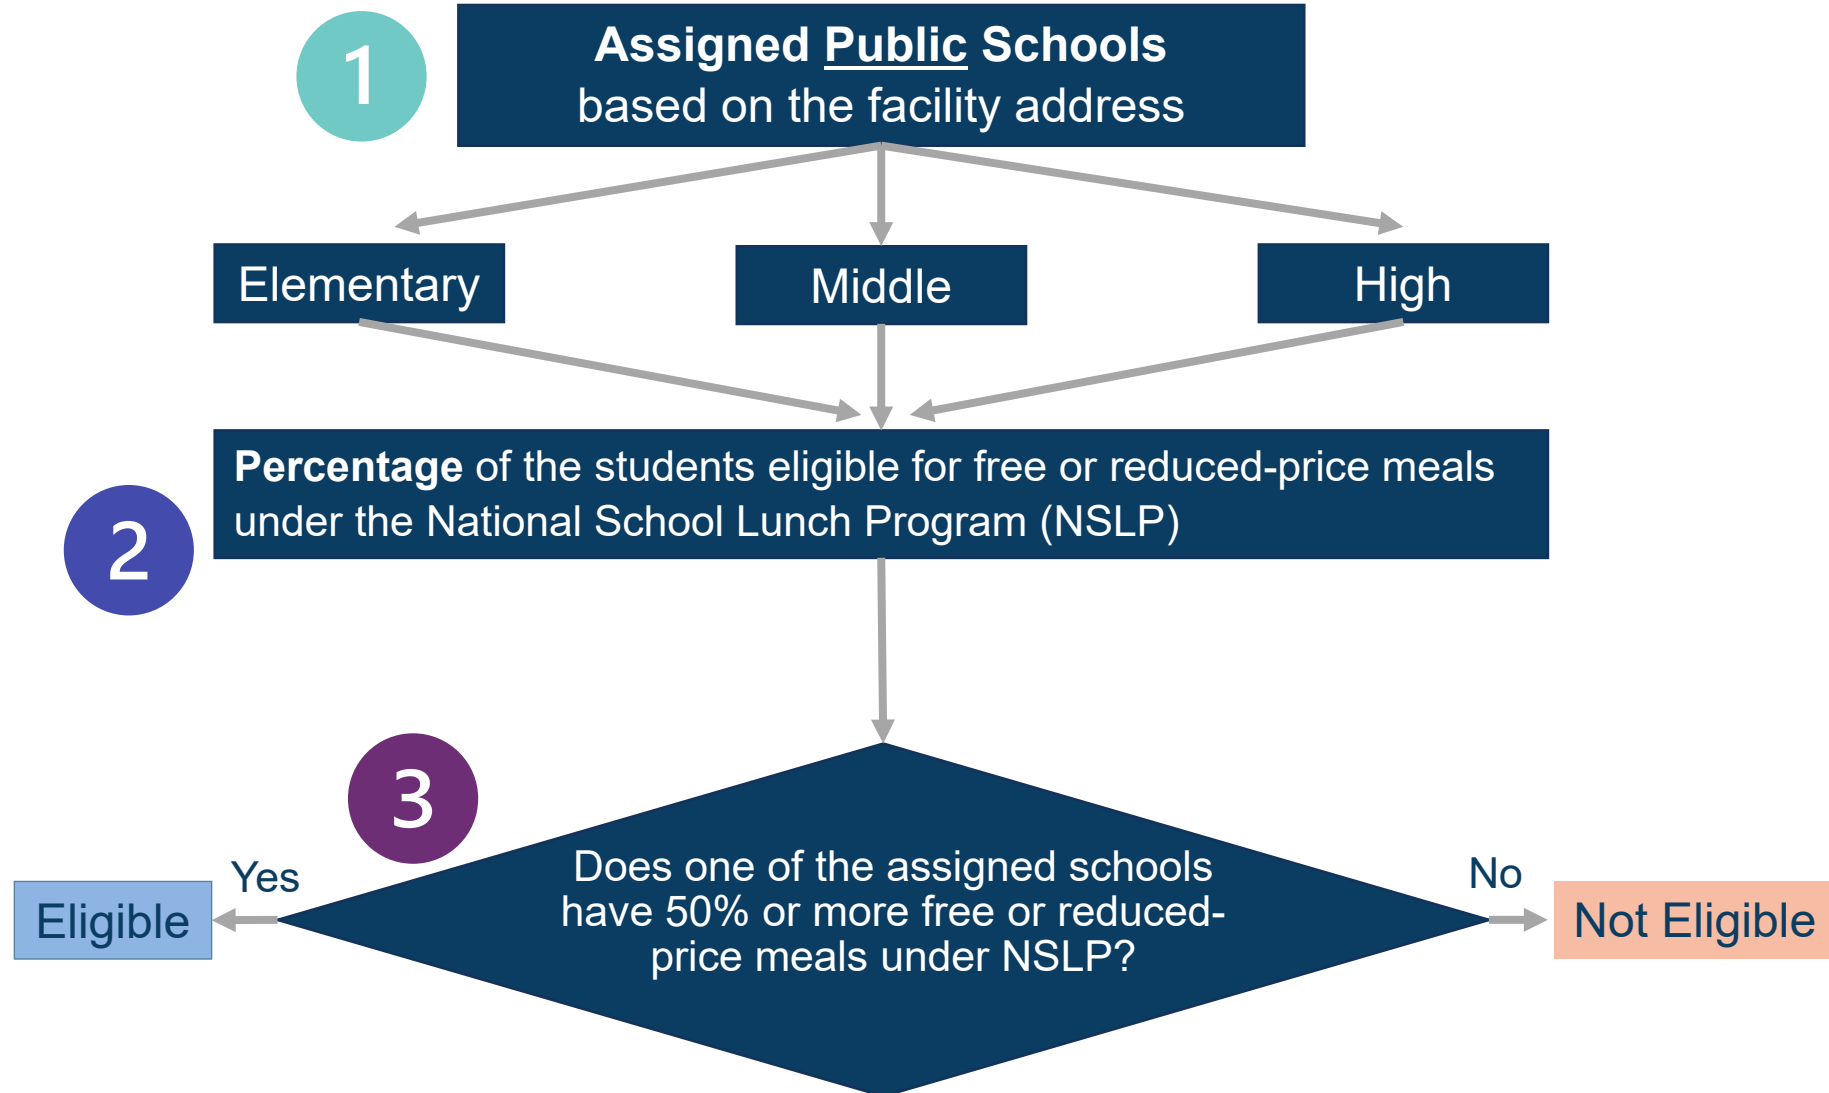 1
Assigned Public Schools
based on the facility address
Elementary
Middle
High
2
Percentage of the students eligible for free or reduced-price meals
under the National School Lunch Program (NSLP)
3
Does one of the assigned schools
have 50% or more free or reduced-
price meals under NSLP?
Yes
Eligible
No
Not Eligible